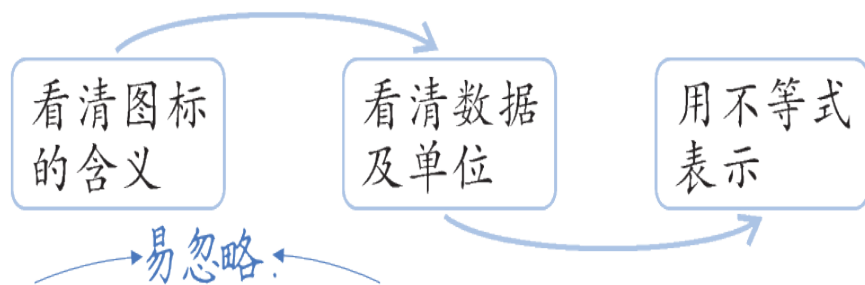 看清图标
的含义
看清数据
及单位
用不等式
表示
易忽略.